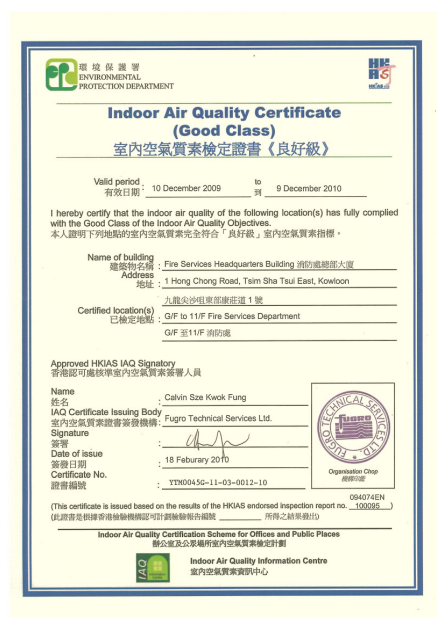 環境保護署
ENVIRONMENTAL
PROTECTION DEPARTMENT
HKIAS
Indoor Air Quality Certificate
(Good Class)
室內空氣質素檢定證書《良好級》
Valid period : 10 December 2009 to 9 December 2010
有效日期 到
I hereby certify that the indoor air quality of the following location(s) has fully complied
with the Good Class of the Indoor Air Quality Objectives.
本人證明下列地點的室內空氣質素完全符合「良好級」室內空氣質素指標。
Name of building
建築物名稱 : Fire Services Headquarters Building 消防處總部大廈
Address
地址 : 1 Hong Chong Road, Tsim Sha Tsui East, Kowloon
九龍尖沙咀東部康莊道 1 號
Certified location(s)
已檢定地點 : G/F to 11/F Fire Services Department
G/F 至11/F 消防處
Approved HKIAS IAQ Signatory
香港認可處核準室內空氣質素簽署人員
Name
姓名 : Calvin Sze Kwok Fung
IAQ Certificate Issuing Body
室內空氣質素證書簽發機構 : Fugro Technical Services Ltd.
Signature
簽署 :
Date of issue
簽發日期 : 18 Feburary 2010
Certificate No.
證書編號 : YTM0045G-11-03-0012-10
FUGRO TECHNICAL SERVICES LTD.
FUGRO
Organisation Chop
機構印鑑
094074EN
(This certificate is issued based on the results of the HKIAS endorsed inspection report no. 100095 )
(此證書是根據香港檢驗機構認可計劃檢驗報告編號 所得之結果發出)
Indoor Air Quality Certification Scheme for Offices and Public Places
辦公室及公眾場所室內空氣質素檢定計劃
IAQ
Indoor Air Quality Information Centre
室內空氣質素資訊中心